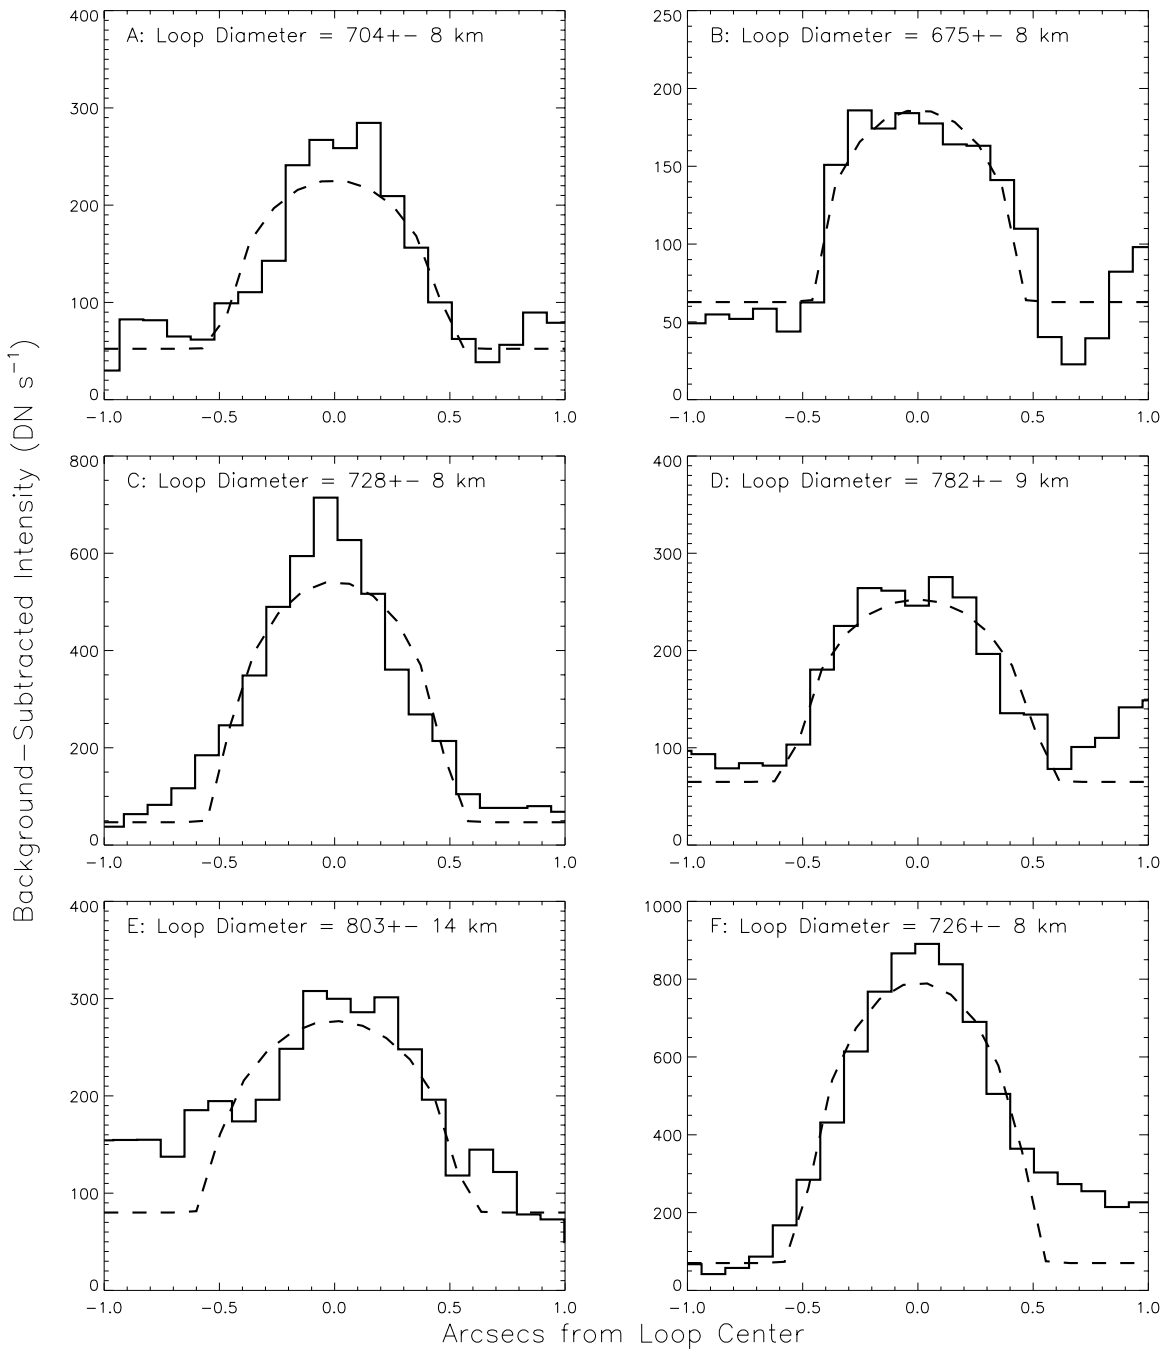 Background-Subtracted Intensity (DN s⁻¹)
A: Loop Diameter = 704+- 8 km
400
300
200
100
0
-1.0 -0.5 0.0 0.5 1.0
B: Loop Diameter = 675+- 8 km
250
200
150
100
50
0
-1.0 -0.5 0.0 0.5 1.0
C: Loop Diameter = 728+- 8 km
800
600
400
200
0
-1.0 -0.5 0.0 0.5 1.0
D: Loop Diameter = 782+- 9 km
400
300
200
100
0
-1.0 -0.5 0.0 0.5 1.0
E: Loop Diameter = 803+- 14 km
400
300
200
100
0
-1.0 -0.5 0.0 0.5 1.0
F: Loop Diameter = 726+- 8 km
1000
800
600
400
200
0
-1.0 -0.5 0.0 0.5 1.0
Arcsecs from Loop Center